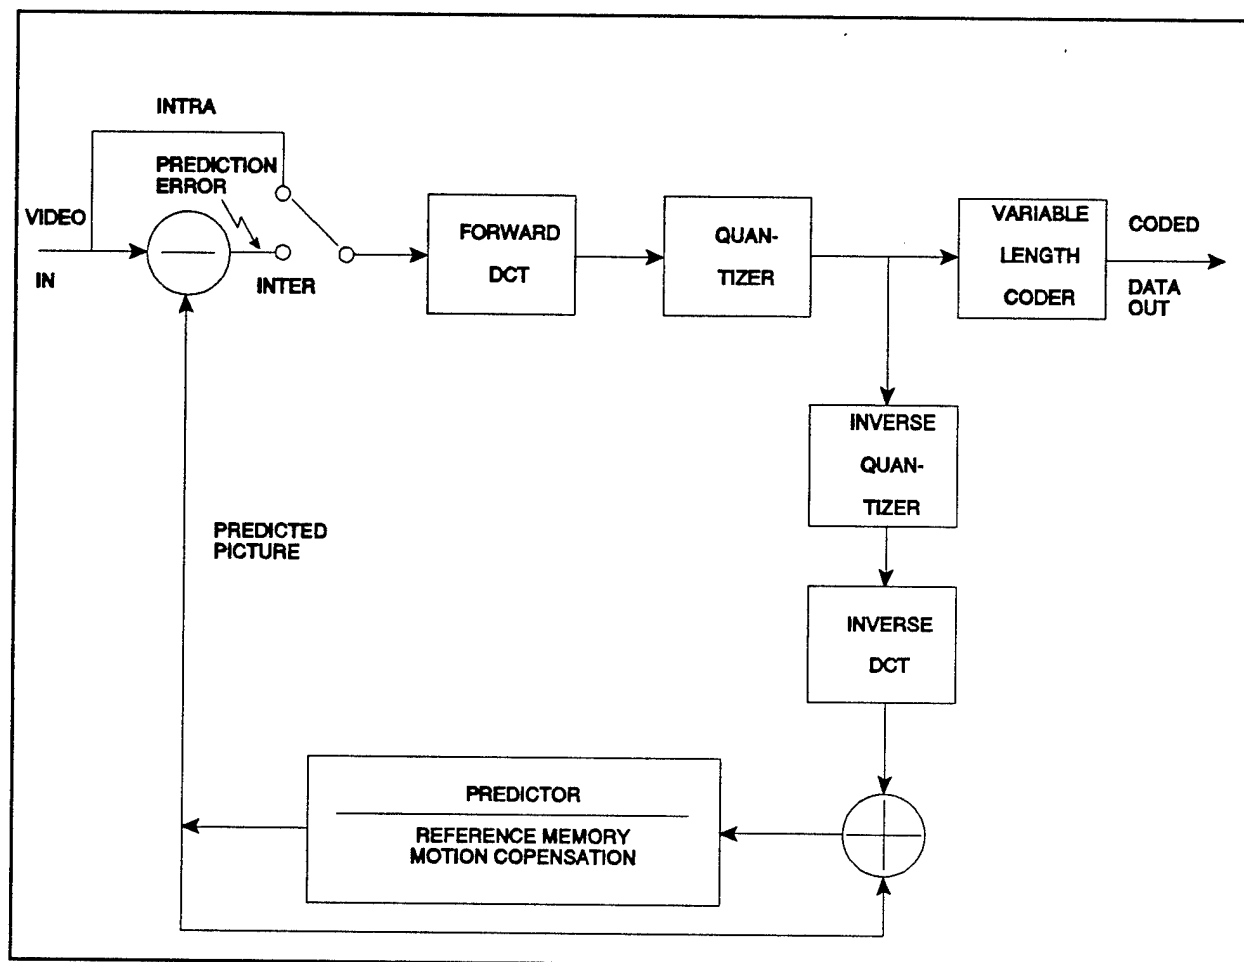 INTRA
PREDICTION
ERROR
VIDEO
IN
INTER
FORWARD
DCT
QUAN-
TIZER
VARIABLE
LENGTH
CODER
CODED
DATA
OUT
INVERSE
QUAN-
TIZER
INVERSE
DCT
PREDICTED
PICTURE
PREDICTOR
REFERENCE MEMORY
MOTION COPENSATION